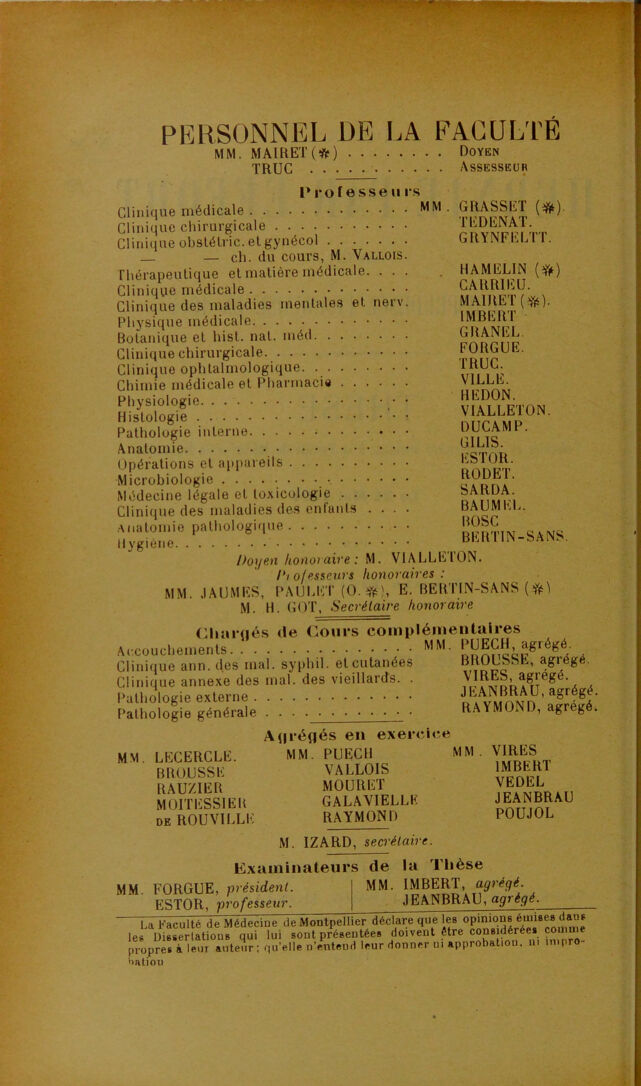 PERSONNEL DE LA FACULTÉ
MM. MAIRET (✻) . . . . . . . . Doyen
TRUC . . . . . . . . . . . Assesseur
Professeurs
Clinique médicale . . . . . . . . . . . . . MM. GRASSET (✻).
Clinique chirurgicale . . . . . . . . . . . TEDENAT.
Clinique obstétric. et gynécol . . . . . . . GRYNFELTT.
— — ch. du cours, M. Vallois.
Thérapeutique et matière médicale. . . . . HAMELIN (✻)
Clinique médicale . . . . . . . . . . . . . CARRIEU.
Clinique des maladies mentales et nerv. MAIRET (✻).
Physique médicale. . . . . . . . . . . . . IMBERT
Botanique et hist. nat. méd. . . . . . . . GRANEL.
Clinique chirurgicale. . . . . . . . . . . FORGUE.
Clinique ophtalmologique. . . . . . . . . TRUC.
Chimie médicale et Pharmacie . . . . . . VILLE.
Physiologie. . . . . . . . . . . . . . . . HEDON.
Histologie . . . . . . . . . . . . . . . . VIALLETON.
Pathologie interne. . . . . . . . . . . . DUCAMP.
Anatomie. . . . . . . . . . . . . . . . . GILIS.
Opérations et appareils . . . . . . . . . . ESTOR.
Microbiologie . . . . . . . . . . . . . . . RODET.
Médecine légale et toxicologie . . . . . . SARDA.
Clinique des maladies des enfants . . . . BAUMEL.
Anatomie pathologique . . . . . . . . . . BOSC
Hygiène. . . . . . . . . . . . . . . . . . BERTIN-SANS.
Doyen honoraire : M. VIALLETON.
Professeurs honoraires :
MM. JAUMES, PAULET (O. ✻), E. BERTIN-SANS (✻)
M. H. GOT, Secrétaire honoraire
Chargés de Cours complémentaires
Accouchements. . . . . . . . . . . . . . . MM. PUECH, agrégé.
Clinique ann. des mal. syphil. et cutanées BROUSSE, agrégé.
Clinique annexe des mal. des vieillards. . VIRES, agrégé.
Pathologie externe . . . . . . . . . . . . . JEANBRAU, agrégé.
Pathologie générale . . . . . . . . . . . . RAYMOND, agrégé.
Agrégés en exercice
MM. LECERCLE. MM. PUECH MM. VIRES
BROUSSE VALLOIS IMBERT
RAUZIER MOURET VEDEL
MOITESSIER GALAVIELLE JEANBRAU
DE ROUVILLE RAYMOND POUJOL
M. IZARD, secrétaire.
Examinateurs de la Thèse
MM. FORGUE, président. MM. IMBERT, agrégé.
ESTOR, professeur. JEANBRAU, agrégé.
La Faculté de Médecine de Montpellier déclare que les opinions émises dans
les Dissertations qui lui sont présentées doivent être considérées comme
propres à leur auteur ; qu'elle n'entend leur donner ni approbation, ni impro-
bation